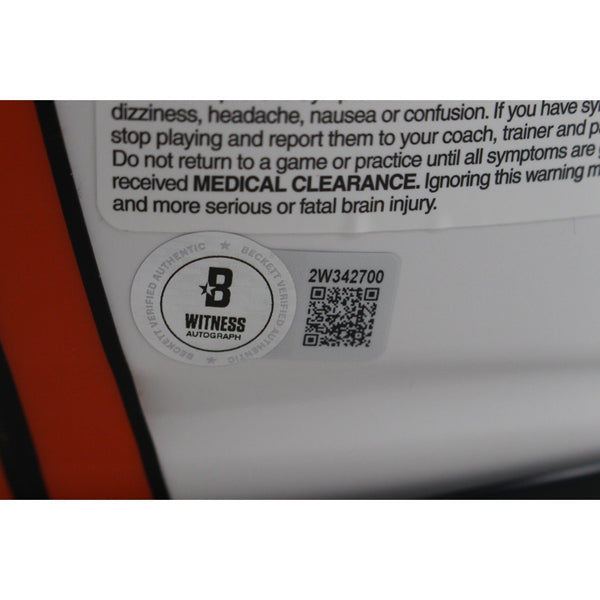 dizziness, headache, nausea or confusion. If you have sy
stop playing and report them to your coach, trainer and p
Do not return to a game or practice until all symptoms are
received MEDICAL CLEARANCE. Ignoring this warning m
and more serious or fatal brain injury.
BECKETT VERIFIED AUTHENTIC ★ BECKETT VERIFIED AUTHENTIC ★
B
WITNESS
AUTOGRAPH
2W342700